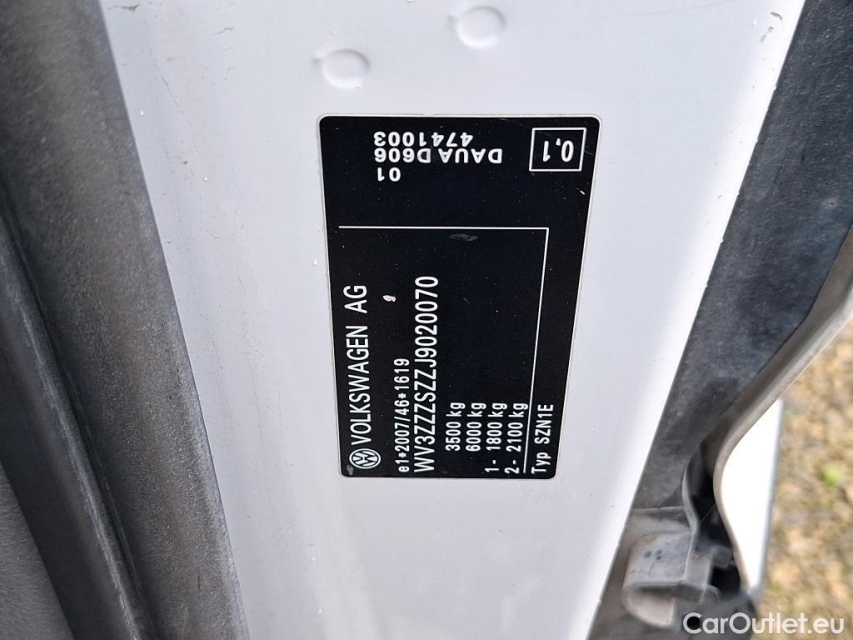 VOLKSWAGEN AG
e1*2007/46*1619
WV3ZZZSZZJ9020070
3500 kg
6000 kg
1- 1800 kg
2- 2100 kg
Typ SZN1E
01
DAUA D606
4741003
0,1
CarOutlet.eu